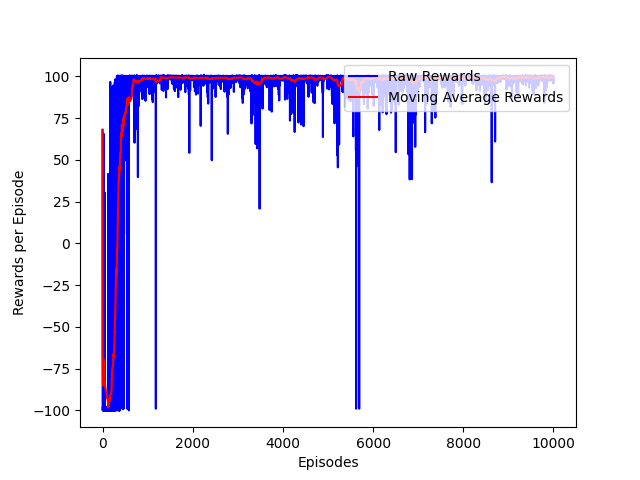 Raw Rewards
Moving Average Rewards
100
75
50
25
0
−25
−50
−75
−100
Rewards per Episode
0 2000 4000 6000 8000 10000
Episodes